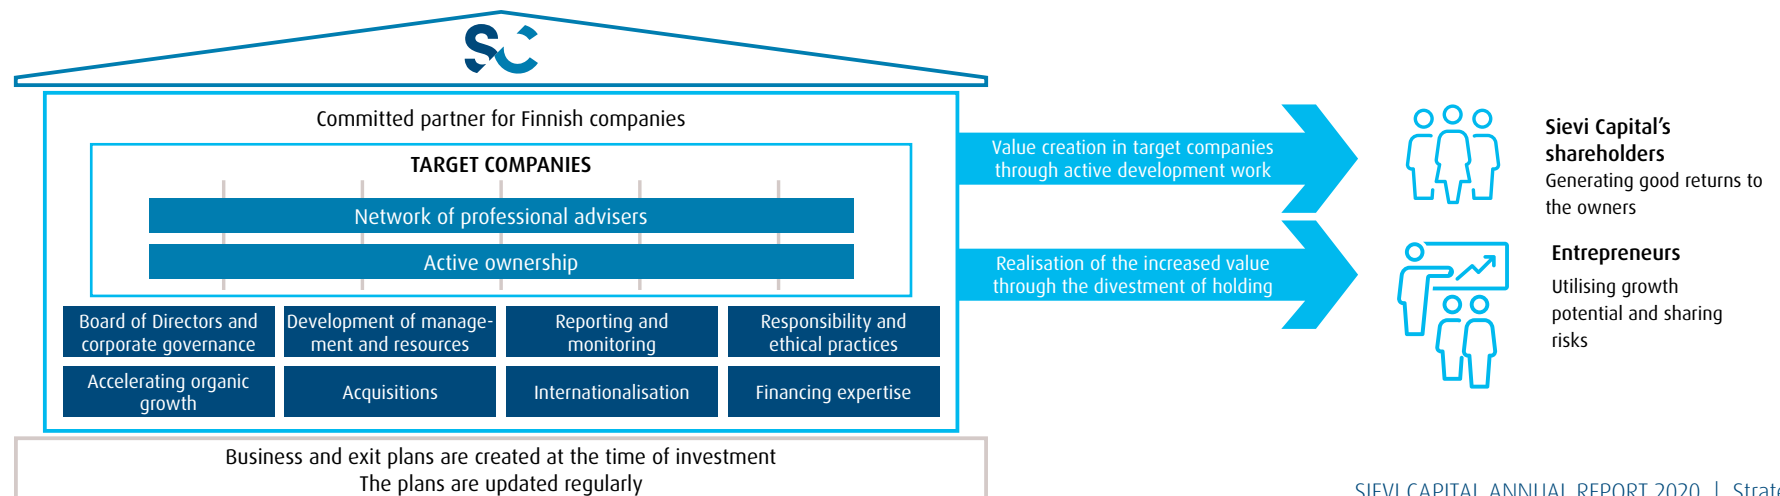 SC
Committed partner for Finnish companies
TARGET COMPANIES
Network of professional advisers
Active ownership
Board of Directors and
corporate governance
Development of manage-
ment and resources
Reporting and
monitoring
Responsibility and
ethical practices
Accelerating organic
growth
Acquisitions
Internationalisation
Financing expertise
Business and exit plans are created at the time of investment
The plans are updated regularly
Value creation in target companies
through active development work
Realisation of the increased value
through the divestment of holding
Sievi Capital's
shareholders
Generating good returns to
the owners
Entrepreneurs
Utilising growth
potential and sharing
risks
SIEVI CAPITAL ANNUAL REPORT 2020 | Strate